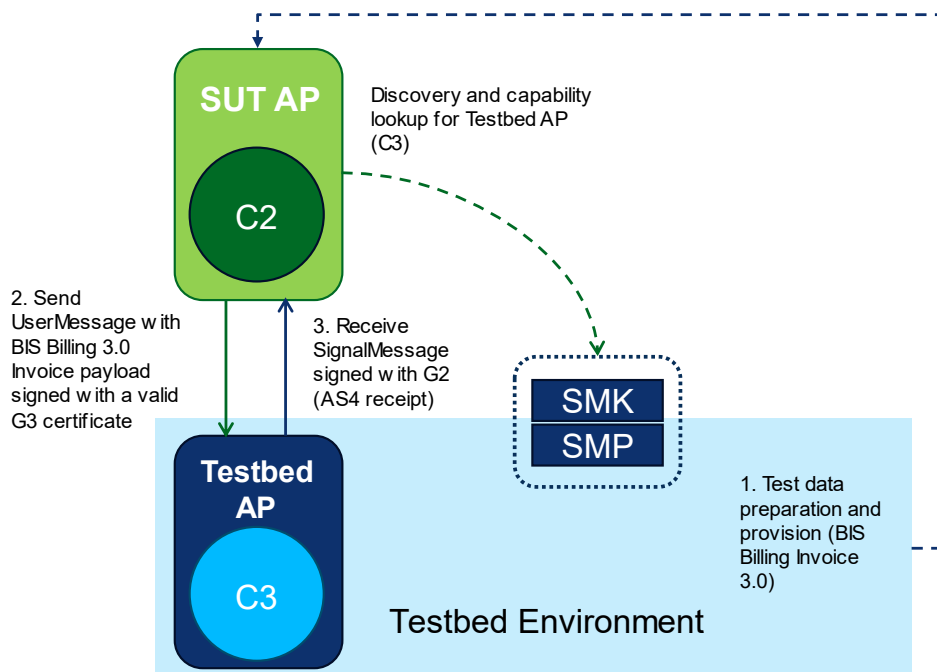 SUT AP
C2
Discovery and capability
lookup for Testbed AP
(C3)
2. Send
UserMessage with
BIS Billing 3.0
Invoice payload
signed with a valid
G3 certificate
3. Receive
SignalMessage
signed with G2
(AS4 receipt)
SMK
SMP
Testbed
AP
C3
1. Test data
preparation and
provision (BIS
Billing Invoice
3.0)
Testbed Environment